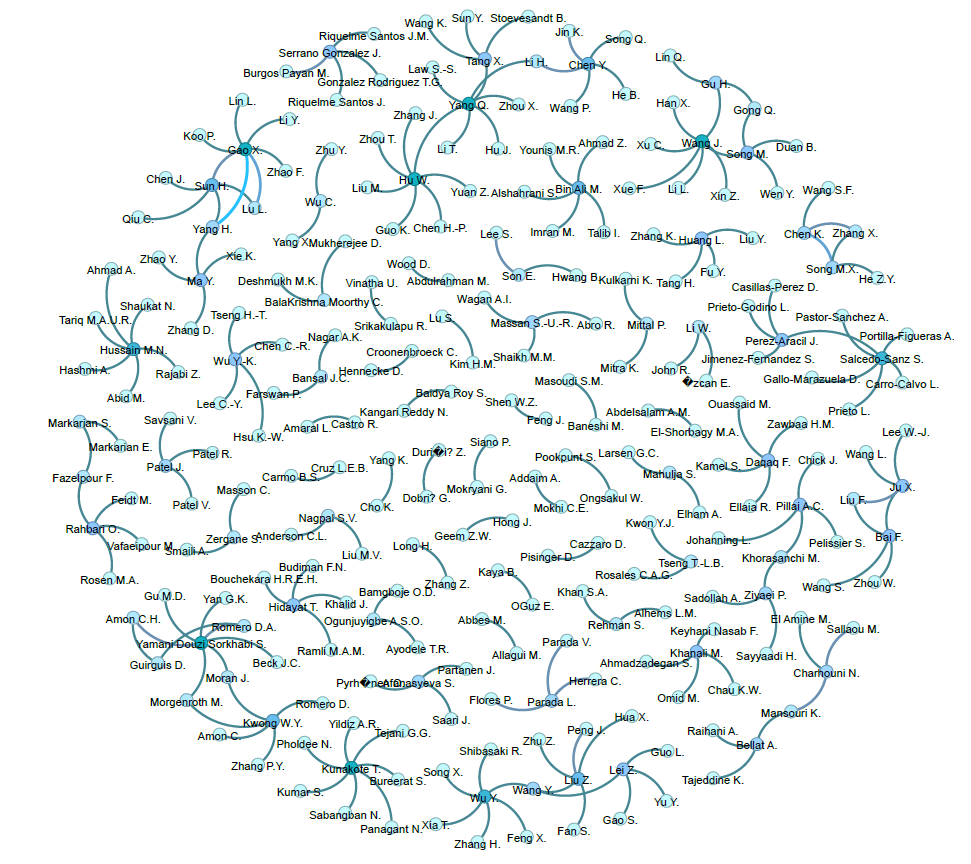 Sun Y.
Stoevesandt B.
Wang K.
Jin K.
Riquelme Santos J.M.
Song Q.
Serrano Gonzalez J.
Tang X.
Li H.
Chen Y.
Lin Q.
Burgos Payan M.
Law S.-S.
Gonzalez Rodriguez T.G.
Gu H.
He B.
Lin L.
Riquelme Santos J.
Yang Q.
Zhou X.
Wang P.
Han X.
Gong Q.
Li Y.
Zhang J.
Koo P.
Zhou T.
Ahmad Z.
Xu C.
Wang J.
Duan B.
Gao X.
Zhu Y.
Li T.
Hu J.
Younis M.R.
Song M.
Zhao F.
Chen J.
Sun H.
Hu W.
Liu M.
Yuan Z.
Alshahrani S.
Bin Ali M.
Xue F.
Li L.
Xin Z.
Wen Y.
Wang S.F.
Wu C.
Lu L.
Qiu C.
Yang H.
Guo K.
Chen H.-P.
Lee S.
Imran M.
Talib I.
Zhang K.
Huang L.
Liu Y.
Chen K.
Zhang X.
Yang X.
Mukherejee D.
Xie K.
Zhao Y.
Wood D.
Ahmad A.
Ma Y.
Deshmukh M.K.
Vinatha U.
Abdulrahman M.
Son E.
Hwang B.
Kulkarni K.
Tang H.
Fu Y.
Song M.X.
He Z.Y.
Casillas-Perez D.
Shaukat N.
BalaKrishna Moorthy C.
Wagan A.I.
Prieto-Godino L.
Tariq M.A.U.R.
Tseng H.-T.
Lu S.
Massan S.-U.-R.
Abro R.
Mittal P.
Li W.
Pastor-Sanchez A.
Zhang D.
Srikakulapu R.
Nagar A.K.
Perez-Aracil J.
Portilla-Figueras A.
Hussain M.N.
Chen C.-R.
Croonenbroeck C.
Wu Y.-K.
Kim H.M.
Shaikh M.M.
Jimenez-Fernandez S.
Salcedo-Sanz S.
Hashmi A.
Rajabi Z.
Bansal J.C.
Hennecke D.
Mitra K.
John R.
Masoudi S.M.
�zcan E.
Gallo-Marazuela D.
Carro-Calvo L.
Abid M.
Farswan P.
Baidya Roy S.
Lee C.-Y.
Shen W.Z.
Ouassaid M.
Kangari Reddy N.
Abdelsalam A.M.
Prieto L.
Markarian S.
Savsani V.
Amaral L.
Castro R.
Feng J.
Baneshi M.
Zawbaa H.M.
El-Shorbagy M.A.
Lee W.-J.
Hsu K.-W.
Markarian E.
Siano P.
Patel R.
Duri�i? Z.
Pookpunt S.
Larsen G.C.
Wang L.
Patel J.
Cruz L.E.B.
Yang K.
Kamel S.
Daqaq F.
Chick J.
Fazelpour F.
Carmo B.S.
Addaim A.
Mahulja S.
Masson C.
Mokryani G.
Ju X.
Feidt M.
Patel V.
Dobri? G.
Ongsakul W.
Liu F.
Cho K.
Mokhi C.E.
Elham A.
Ellaia R.
Pillai A.C.
Nagpal S.V.
Hong J.
Kwon Y.J.
Rahbari O.
Zergane S.
Anderson C.L.
Geem Z.W.
Johanning L.
Pelissier S.
Bai F.
Vafaeipour M.
Smaili A.
Long H.
Cazzaro D.
Liu M.V.
Pisinger D.
Khorasanchi M.
Tseng T.-L.B.
Budiman F.N.
Kaya B.
Rosales C.A.G.
Rosen M.A.
Bouchekara H.R.E.H.
Zhang Z.
Wang S.
Zhou W.
Gu M.D.
Yan G.K.
Bamgboje O.D.
Khan S.A.
Sadollah A.
Ziyaei P.
Hidayat T.
Khalid J.
OGuz E.
Alhems L.M.
Amon C.H.
Ogunjuyigbe A.S.O.
Abbes M.
El Amine M.
Romero D.A.
Rehman S.
Keyhani Nasab F.
Sallaou M.
Yamani Douzi Sorkhabi S.
Parada V.
Ramli M.A.M.
Ayodele T.R.
Allagui M.
Khanali M.
Sayyaadi H.
Guirguis D.
Beck J.C.
Ahmadzadegan S.
Partanen J.
Charhouni N.
Moran J.
Pyrh�nen O.
Afanasyeva S.
Herrera C.
Chau K.W.
Morgenroth M.
Romero D.
Flores P.
Parada L.
Omid M.
Mansouri K.
Kwong W.Y.
Yildiz A.R.
Saari J.
Hua X.
Amon C.
Tejani G.G.
Peng J.
Raihani A.
Pholdee N.
Zhu Z.
Bellat A.
Shibasaki R.
Guo L.
Zhang P.Y.
Kunakote T.
Song X.
Lei Z.
Bureerat S.
Liu Z.
Tajeddine K.
Kumar S.
Wang Y.
Wu Y.
Yu Y.
Sabangban N.
Gao S.
Panagant N.
Xia T.
Fan S.
Feng X.
Zhang H.